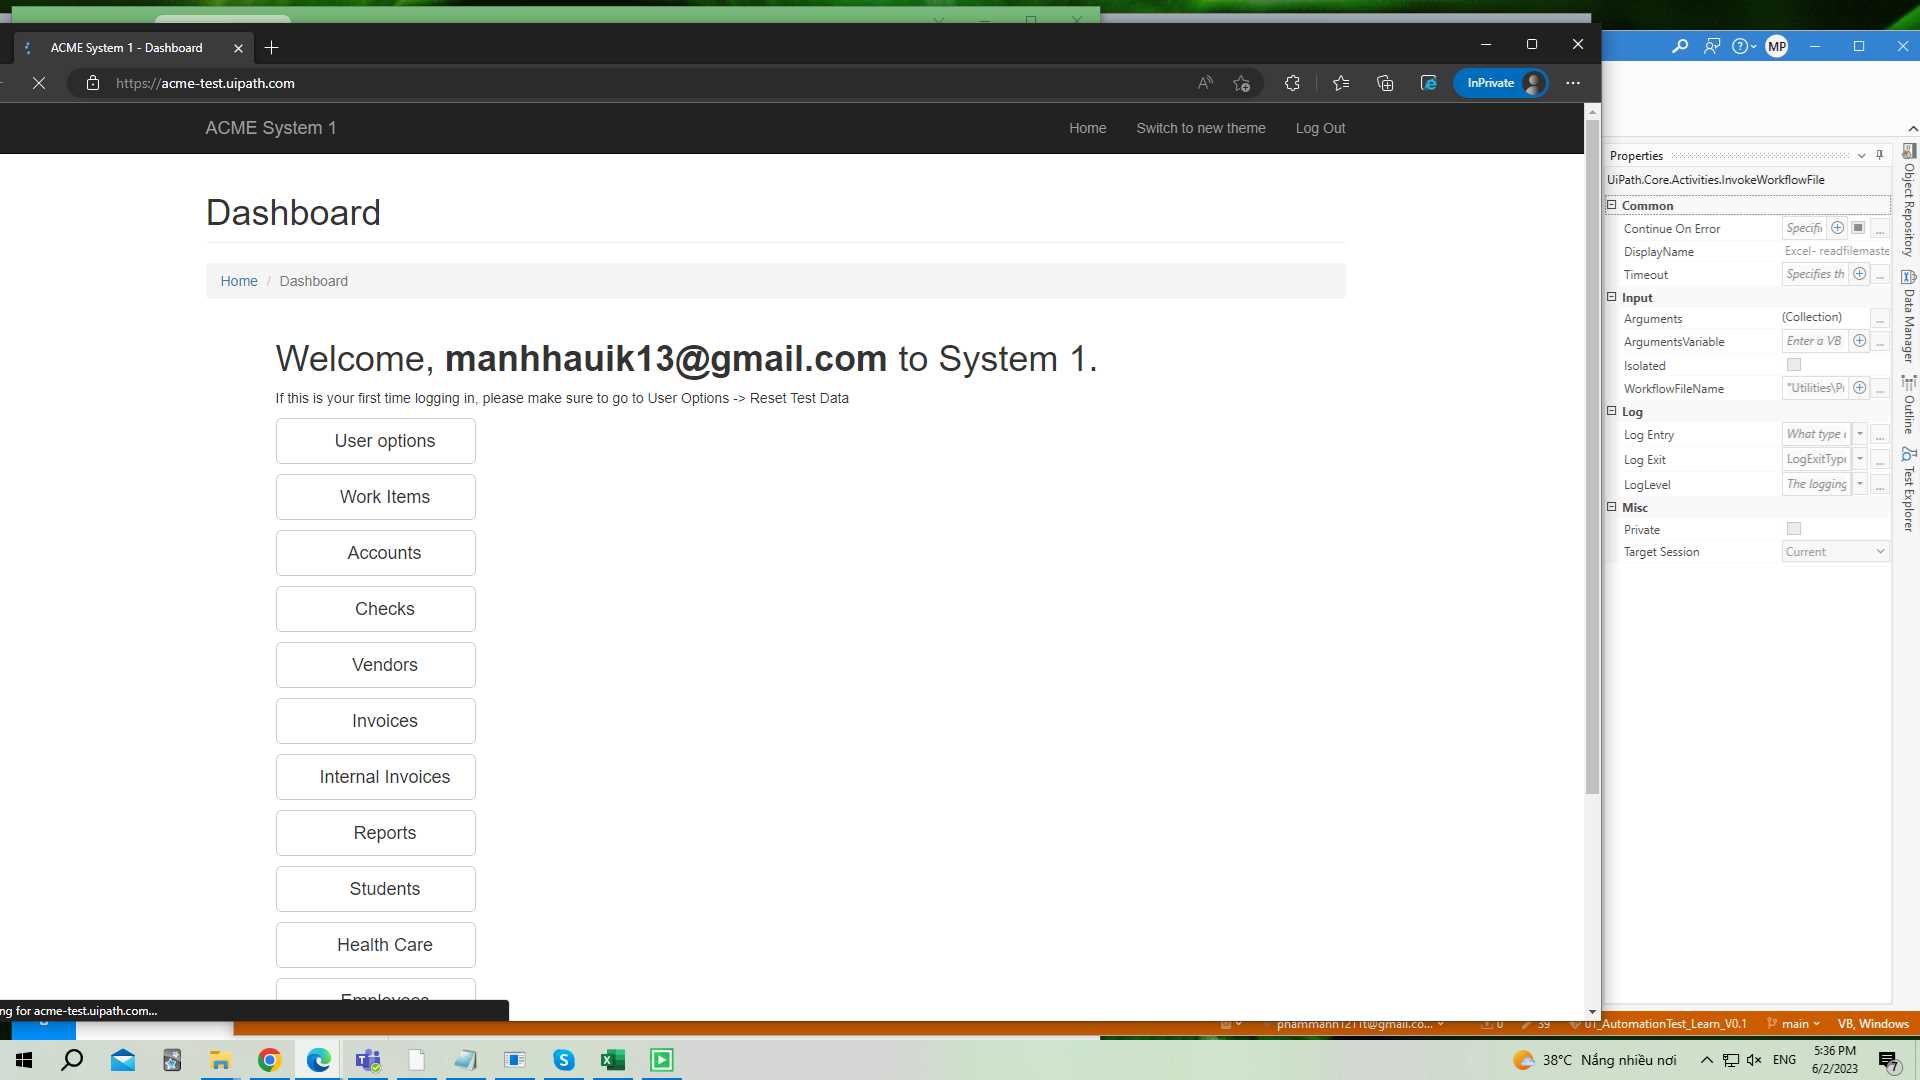 ACME System 1 - Dashboard
MP
https://acme-test.uipath.com
InPrivate
ACME System 1
Home
Switch to new theme
Log Out
Dashboard
Home / Dashboard
Welcome, manhhauik13@gmail.com to System 1.
If this is your first time logging in, please make sure to go to User Options -> Reset Test Data
User options
Work Items
Accounts
Checks
Vendors
Invoices
Internal Invoices
Reports
Students
Health Care
Employees
ng for acme-test.uipath.com...
Properties
UiPath.Core.Activities.InvokeWorkflowFile
Common
Continue On Error Specifi
DisplayName Excel- readfilemaste
Timeout Specifies th
Input
Arguments (Collection)
ArgumentsVariable Enter a VB
Isolated
WorkflowFileName "Utilities\P
Log
Log Entry What type
Log Exit LogExitType
LogLevel The logging
Misc
Private
Target Session Current
Object Repository
Data Manager
Outline
Test Explorer
0
39
01_AutomationTest_Learn_V0.1
main
VB, Windows
38°C Nắng nhiều nơi
ENG
5:36 PM
6/2/2023
7